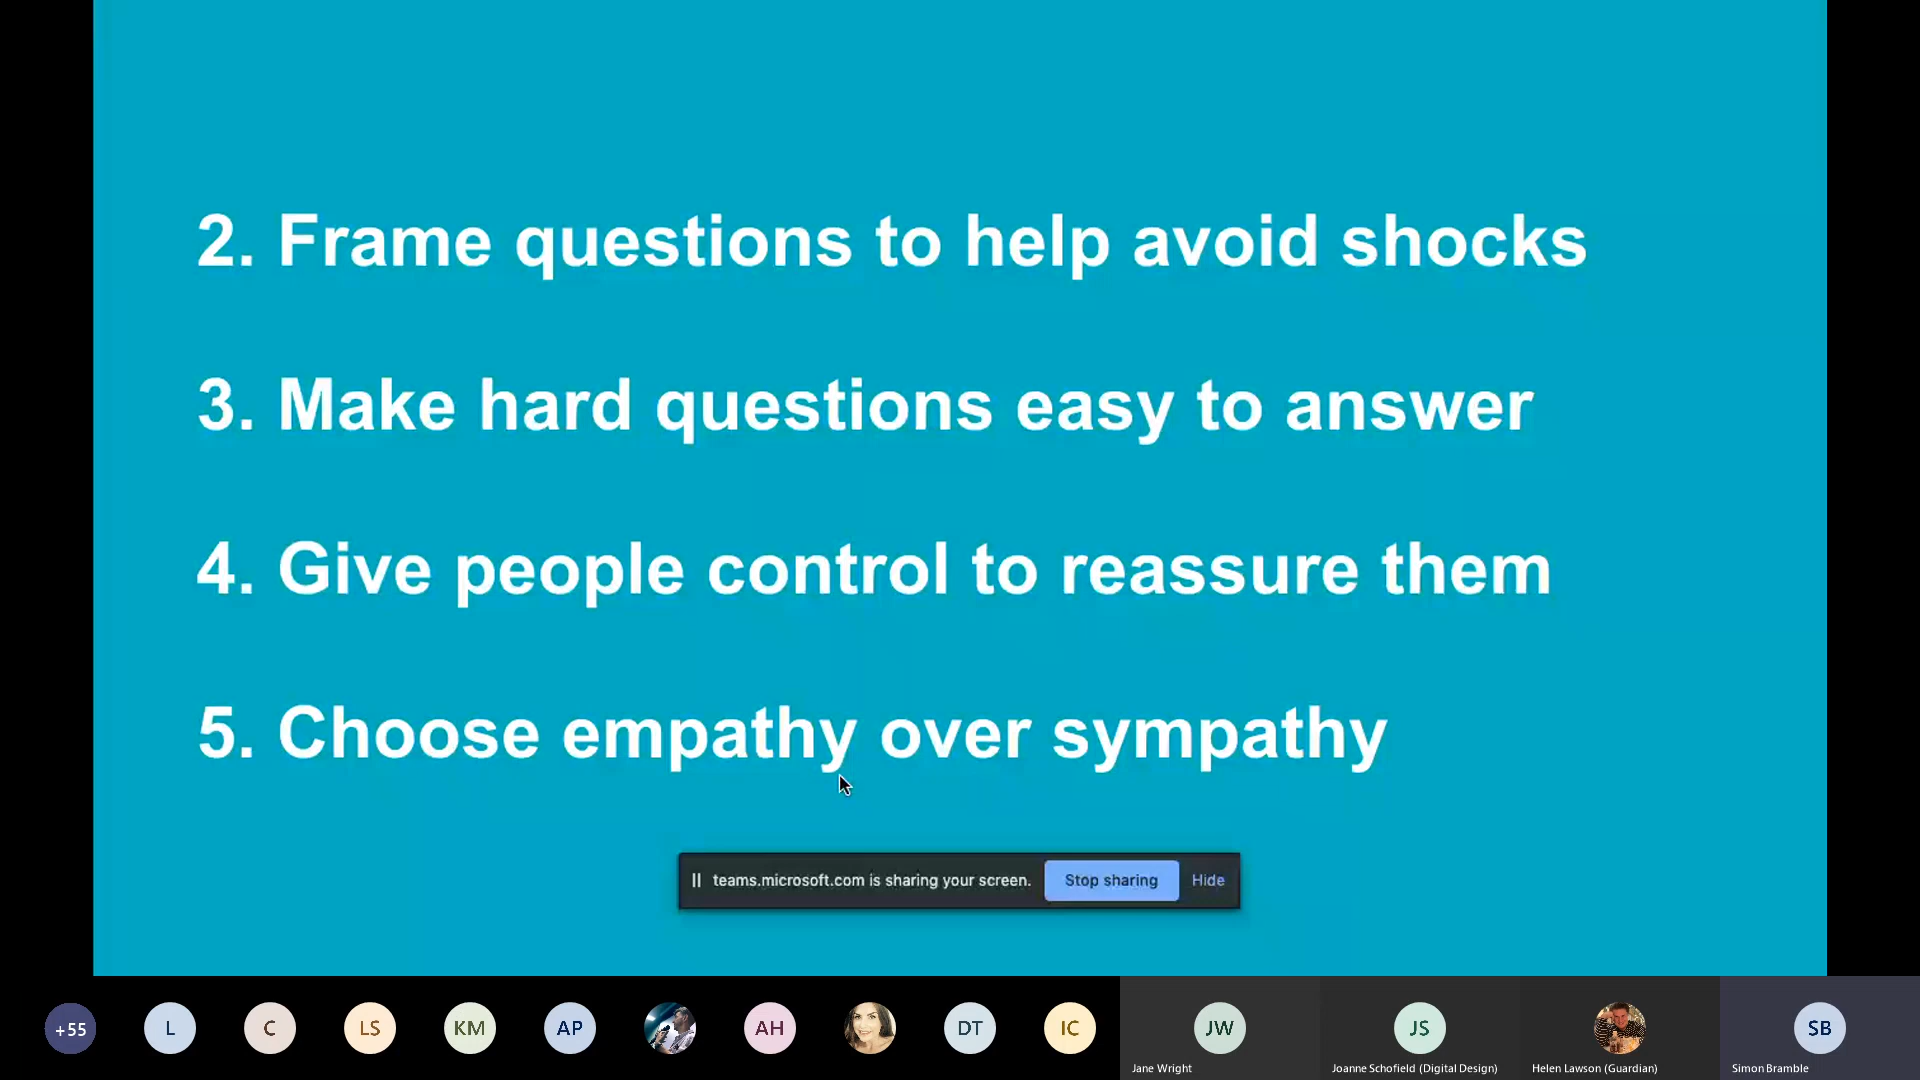 2. Frame questions to help avoid shocks
3. Make hard questions easy to answer
4. Give people control to reassure them
5. Choose empathy over sympathy
teams.microsoft.com is sharing your screen. Stop sharing Hide
+55 L C LS KM AP AH DT IC JW JS SB
Jane Wright Joanne Schofield (Digital Design) Helen Lawson (Guardian) Simon Bramble